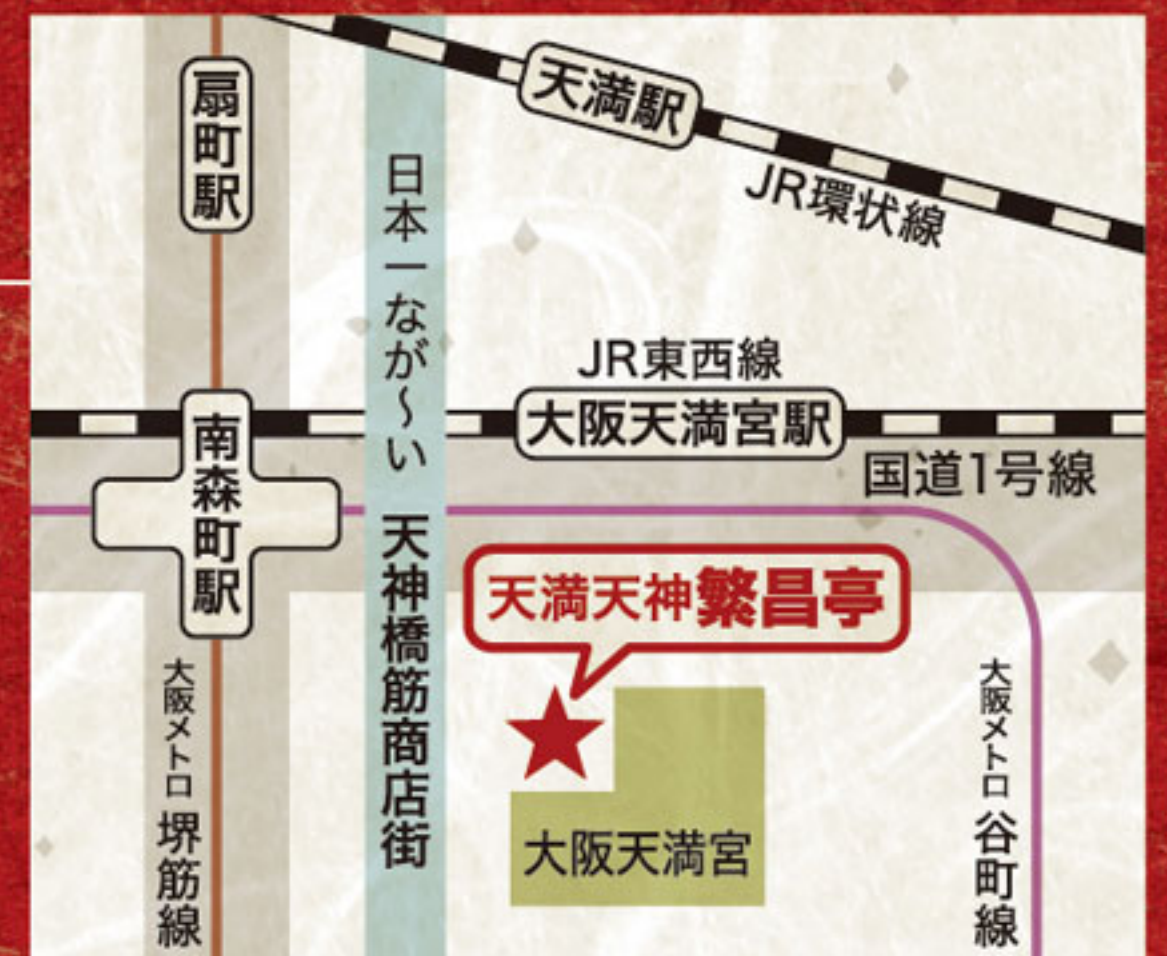 扇町駅
天満駅
JR環状線
日本一なが～い 天神橋筋商店街
JR東西線
大阪天満宮駅
南森町駅
国道1号線
天満天神繁昌亭
大阪天満宮
大阪メトロ 堺筋線
大阪メトロ 谷町線